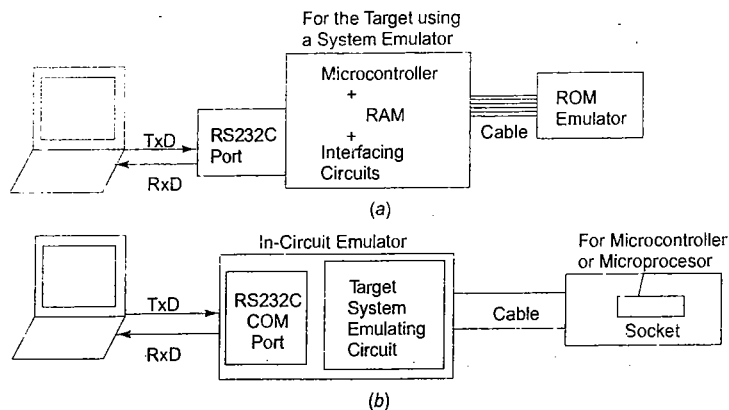 For the Target using
a System Emulator
Microcontroller
+
RAM
+
Interfacing
Circuits
TxD
RxD
RS232C
Port
Cable
ROM
Emulator
(a)
In-Circuit Emulator
TxD
RxD
RS232C
COM
Port
Target
System
Emulating
Circuit
Cable
For Microcontroller
or Microprocesor
Socket
(b)